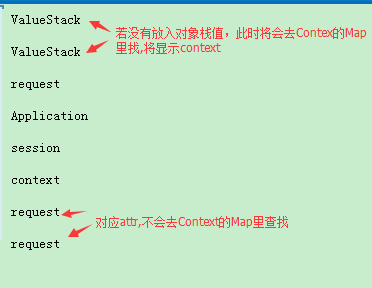 ValueStack
若没有放入对象栈值，此时将会去Contex的Map
里找,将显示context
ValueStack
request
Application
session
context
request
对应attr,不会去Context的Map里查找
request